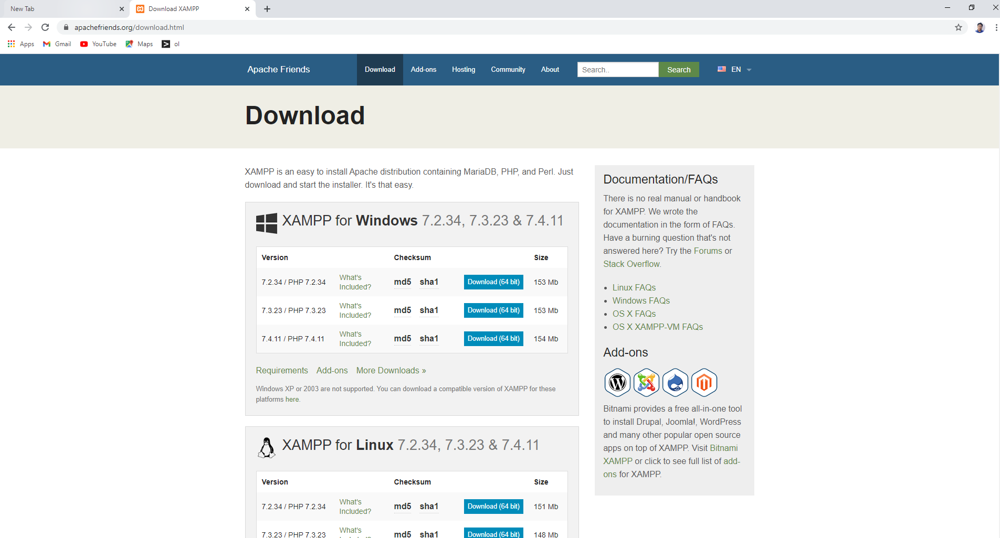 New Tab
Download XAMPP
apachefriends.org/download.html
Apps Gmail YouTube Maps ol
Apache Friends Download Add-ons Hosting Community About Search.. Search EN
Download
XAMPP is an easy to install Apache distribution containing MariaDB, PHP, and Perl. Just
download and start the installer. It's that easy.
XAMPP for Windows 7.2.34, 7.3.23 & 7.4.11
Version Checksum Size
7.2.34 / PHP 7.2.34 What's Included? md5 sha1 Download (64 bit) 153 Mb
7.3.23 / PHP 7.3.23 What's Included? md5 sha1 Download (64 bit) 153 Mb
7.4.11 / PHP 7.4.11 What's Included? md5 sha1 Download (64 bit) 154 Mb
Requirements Add-ons More Downloads »
Windows XP or 2003 are not supported. You can download a compatible version of XAMPP for these
platforms here.
XAMPP for Linux 7.2.34, 7.3.23 & 7.4.11
Version Checksum Size
7.2.34 / PHP 7.2.34 What's Included? md5 sha1 Download (64 bit) 151 Mb
7.3.23 / PHP 7.3.23 What's Included? md5 sha1 Download (64 bit) 148 Mb
Documentation/FAQs
There is no real manual or handbook
for XAMPP. We wrote the
documentation in the form of FAQs.
Have a burning question that's not
answered here? Try the Forums or
Stack Overflow.
• Linux FAQs
• Windows FAQs
• OS X FAQs
• OS X XAMPP-VM FAQs
Add-ons
Bitnami provides a free all-in-one tool
to install Drupal, Joomla!, WordPress
and many other popular open source
apps on top of XAMPP. Visit Bitnami
XAMPP or click to see full list of add-
ons for XAMPP.